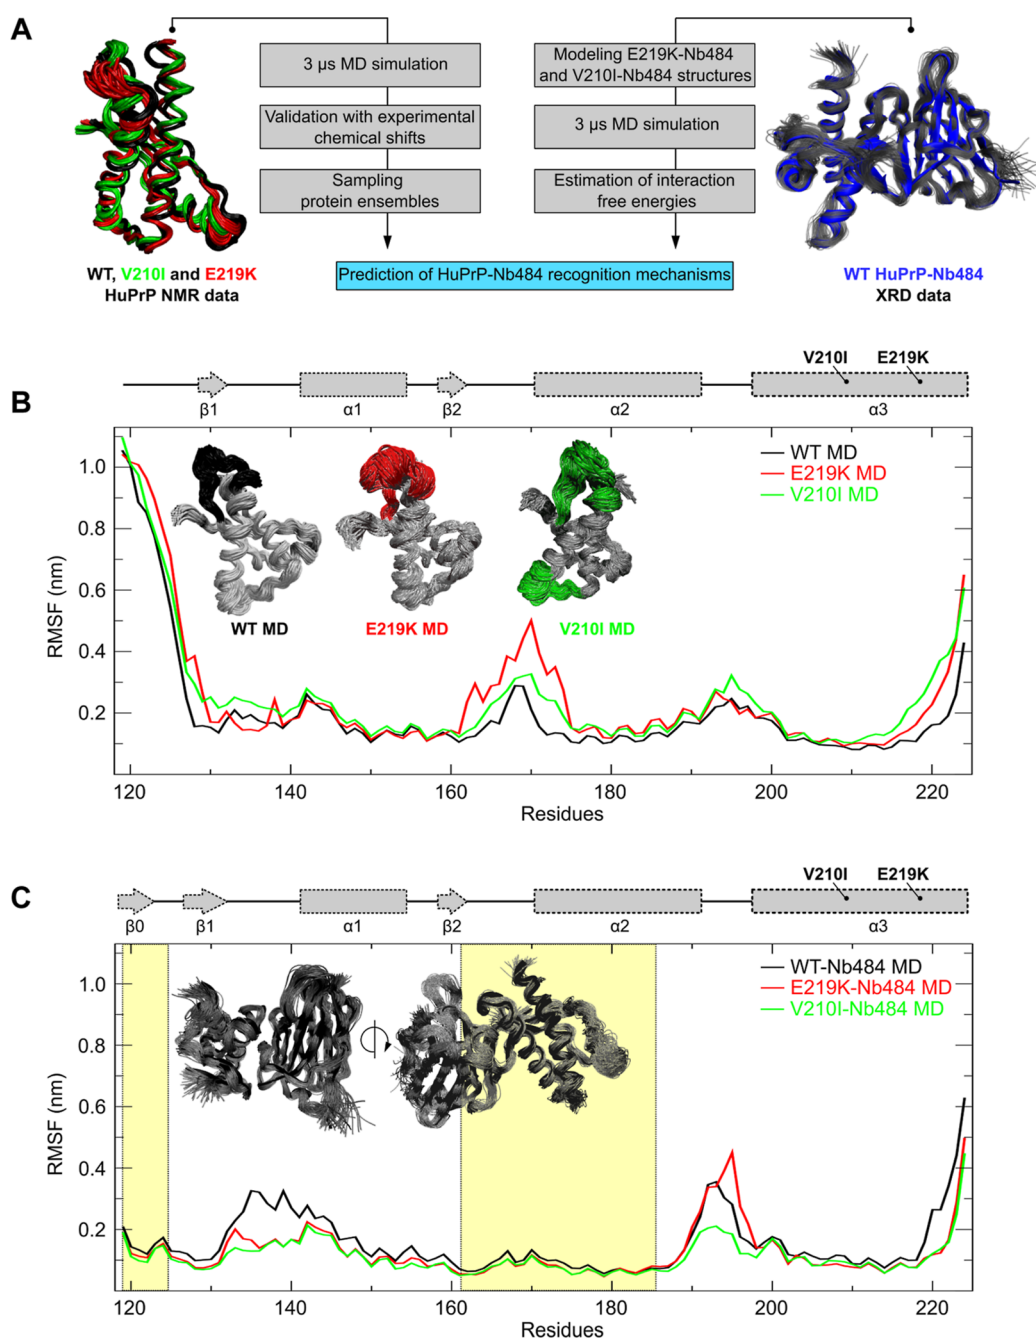 A
3 µs MD simulation
Validation with experimental
chemical shifts
Sampling
protein ensembles
Modeling E219K-Nb484
and V210I-Nb484 structures
3 µs MD simulation
Estimation of interaction
free energies
Prediction of HuPrP-Nb484 recognition mechanisms
WT, V210I and E219K
HuPrP NMR data
WT HuPrP-Nb484
XRD data
B
V210I E219K
β1 α1 β2 α2 α3
WT MD
E219K MD
V210I MD
WT MD E219K MD V210I MD
RMSF (nm)
1.0
0.8
0.6
0.4
0.2
120 140 160 180 200 220
Residues
C
V210I E219K
β0 β1 α1 β2 α2 α3
WT-Nb484 MD
E219K-Nb484 MD
V210I-Nb484 MD
RMSF (nm)
1.0
0.8
0.6
0.4
0.2
120 140 160 180 200 220
Residues